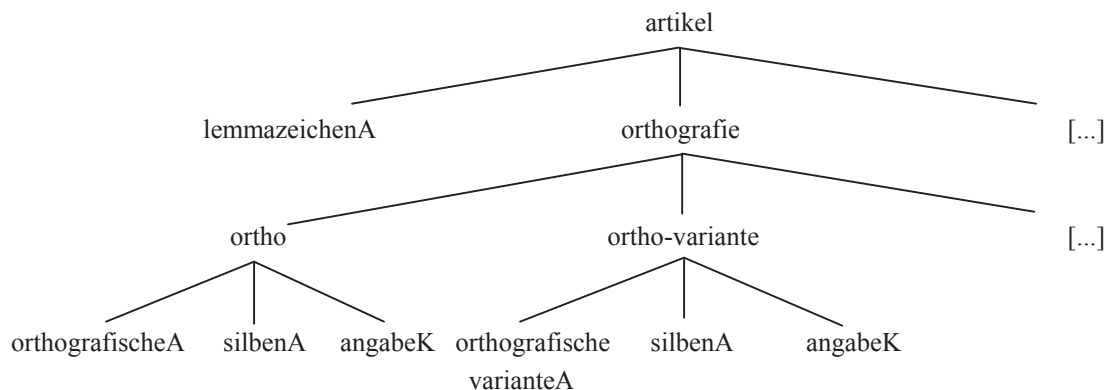 artikel
lemmazeichenA orthografie [...]
ortho ortho-variante [...]
orthografischeA silbenA angabeK orthografische silbenA angabeK
varianteA